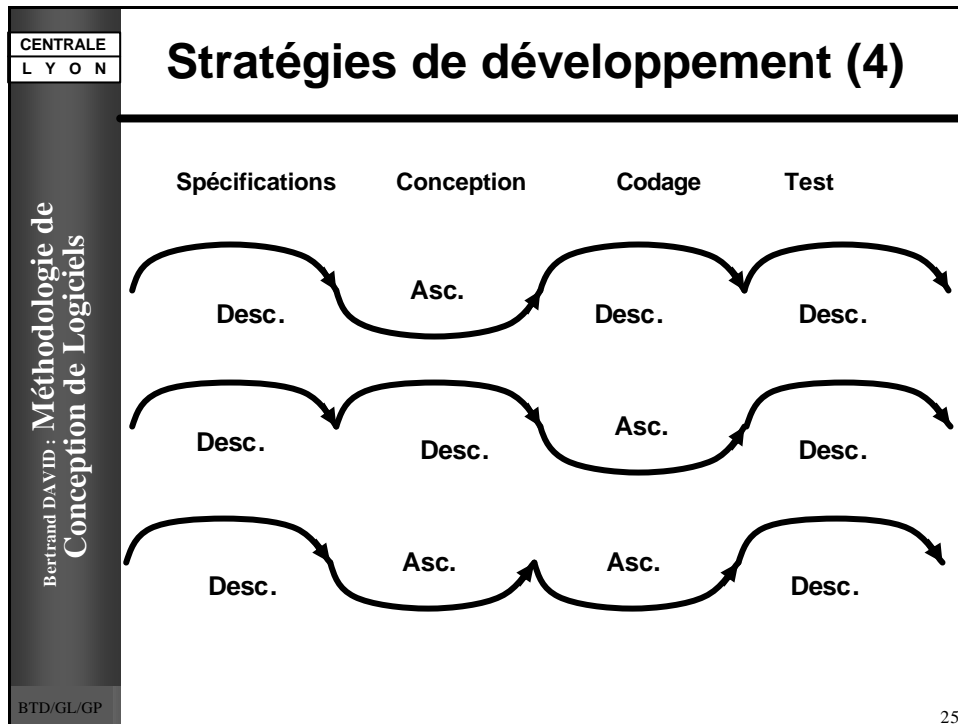 CENTRALE
L Y O N
Stratégies de développement (4)
Bertrand DAVID : Méthodologie de
Conception de Logiciels
Spécifications Conception Codage Test
Desc. Asc. Desc. Desc.
Desc. Desc. Asc. Desc.
Desc. Asc. Asc. Desc.
BTD/GL/GP
25